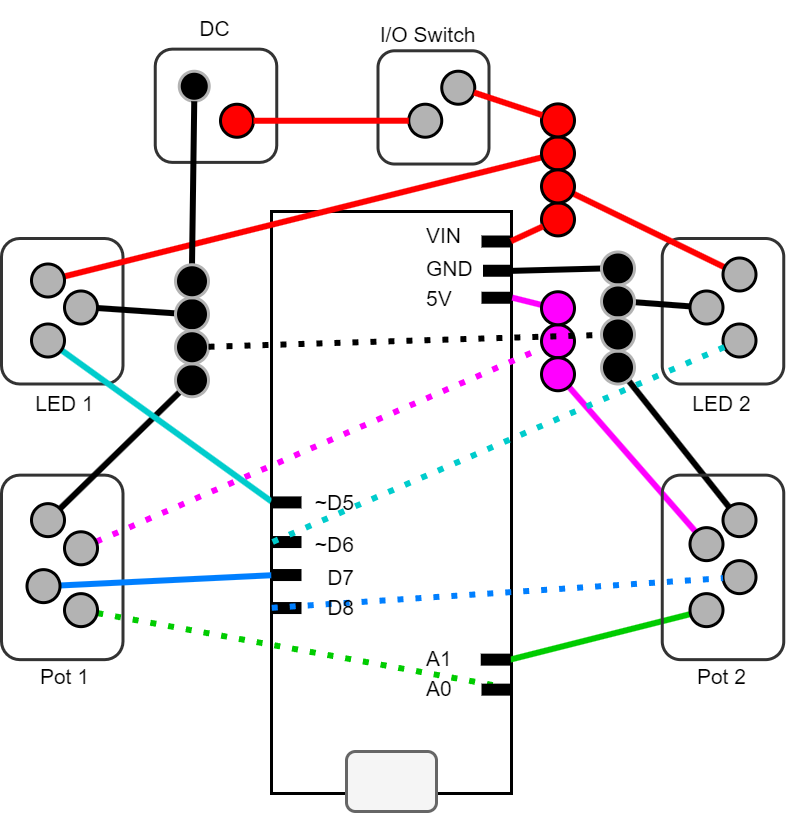 DC
I/O Switch
VIN
GND
5V
LED 1
LED 2
~D5
~D6
D7
D8
A1
A0
Pot 1
Pot 2